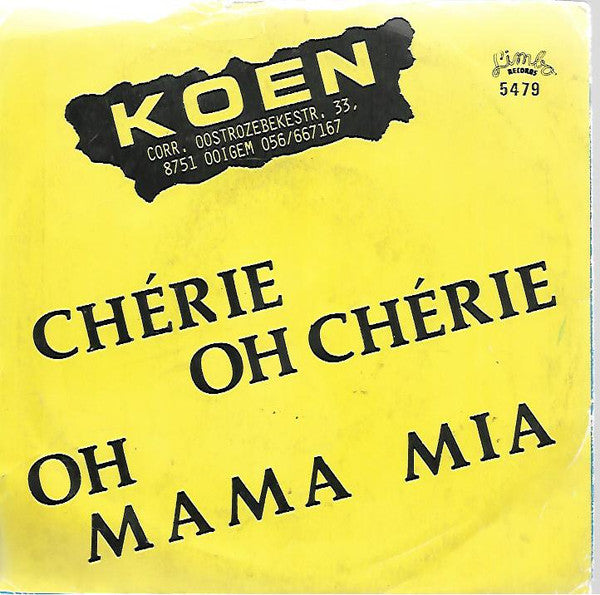 KOEN
CORR. OOSTROZEBEKESTR. 33,
8751 OOIGEM 056/667167
Limbo
RECORDS
5479
CHÉRIE
OH CHÉRIE
OH
MAMA MIA